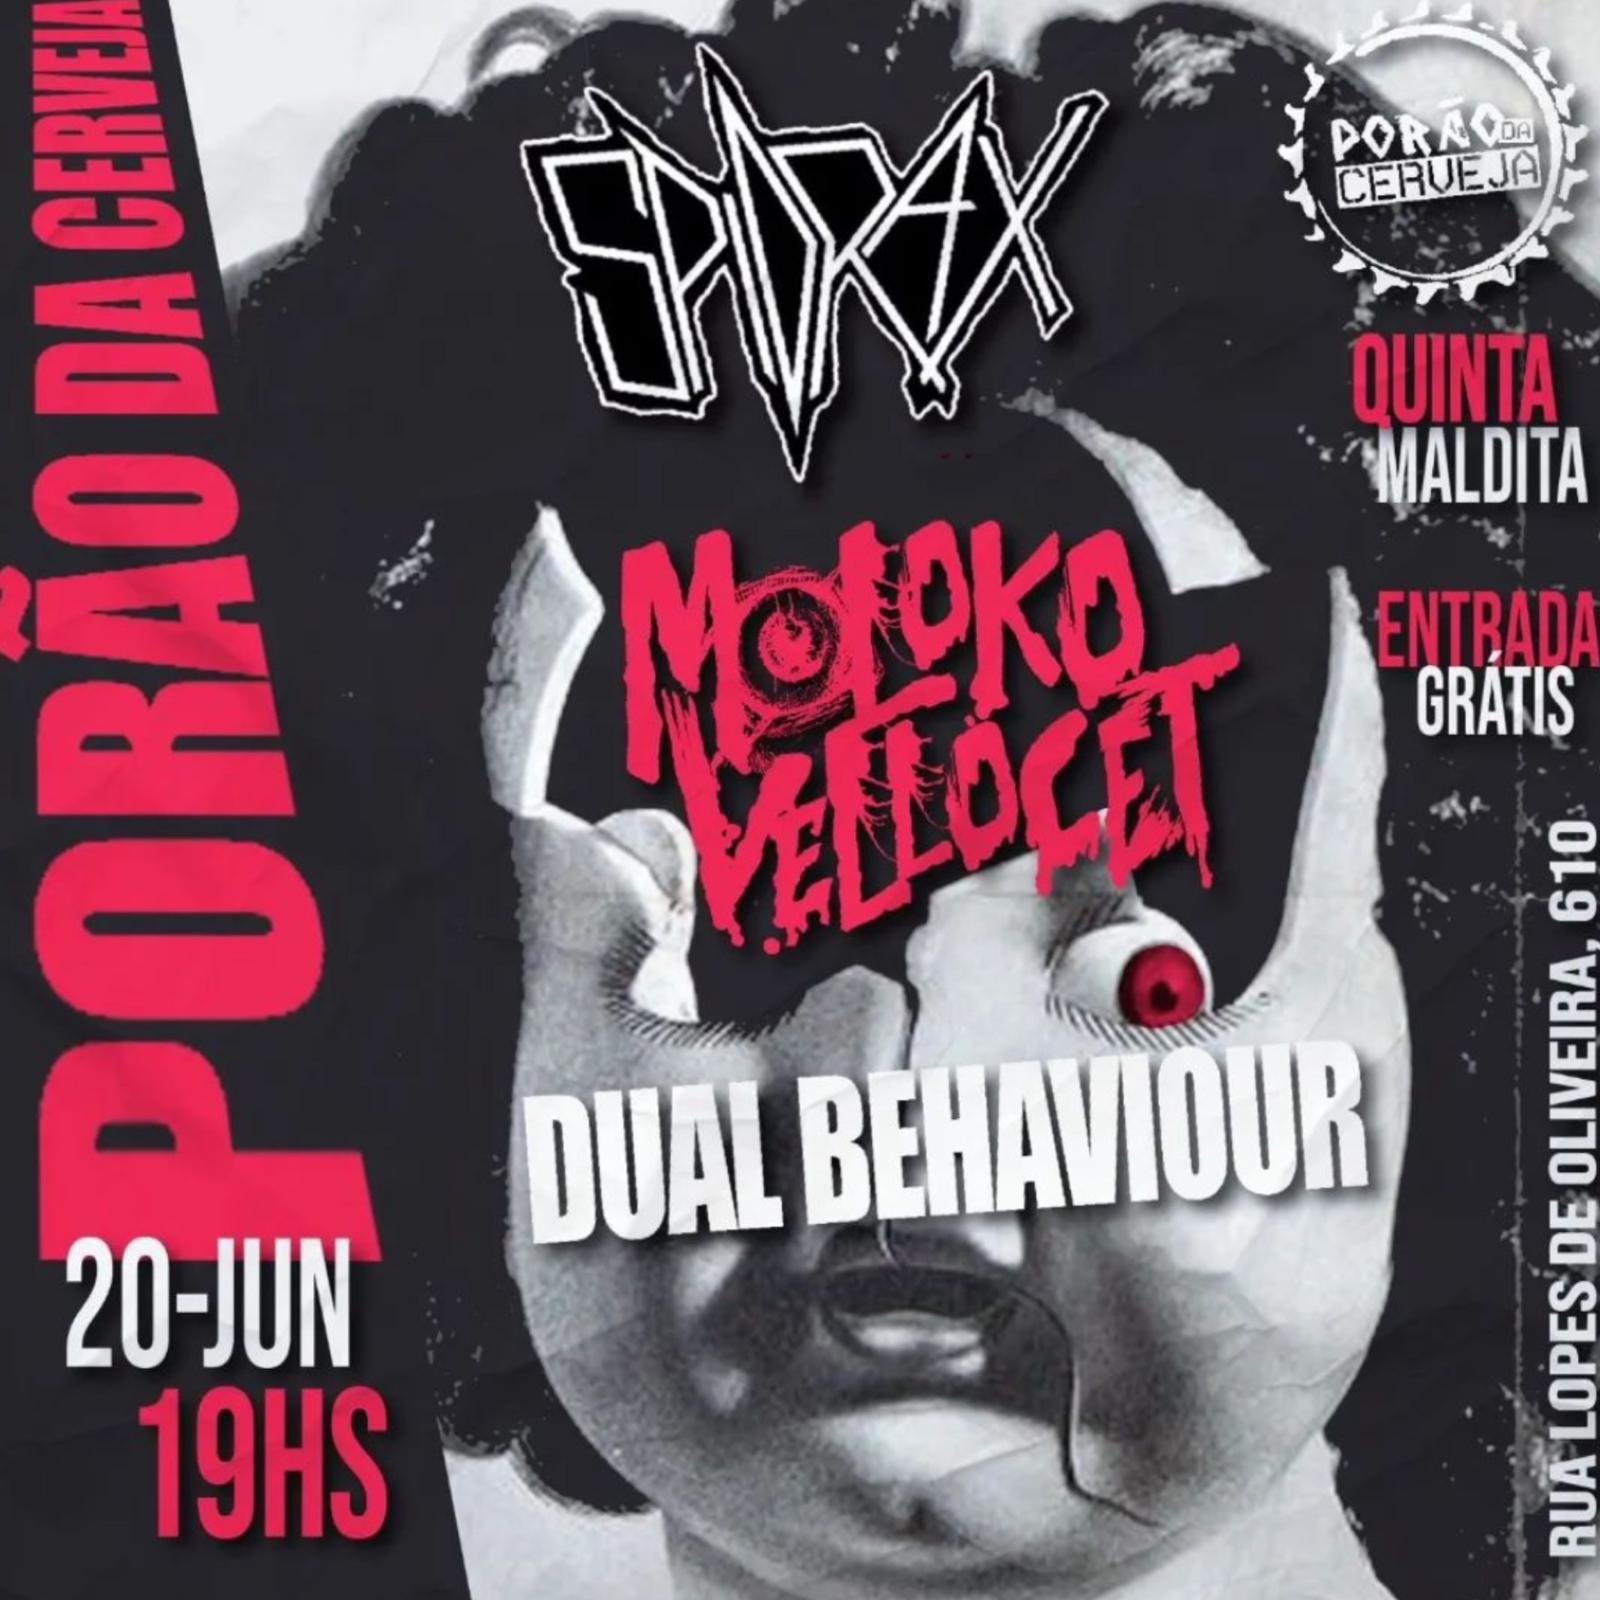 PORÃO DA CERVEJA
PORÃO DA
CERVEJA
QUINTA
MALDITA
ENTRADA
GRÁTIS
MOLOKO
VELLOCET
DUAL BEHAVIOUR
20-JUN
19HS
RUA LOPES DE OLIVEIRA, 610